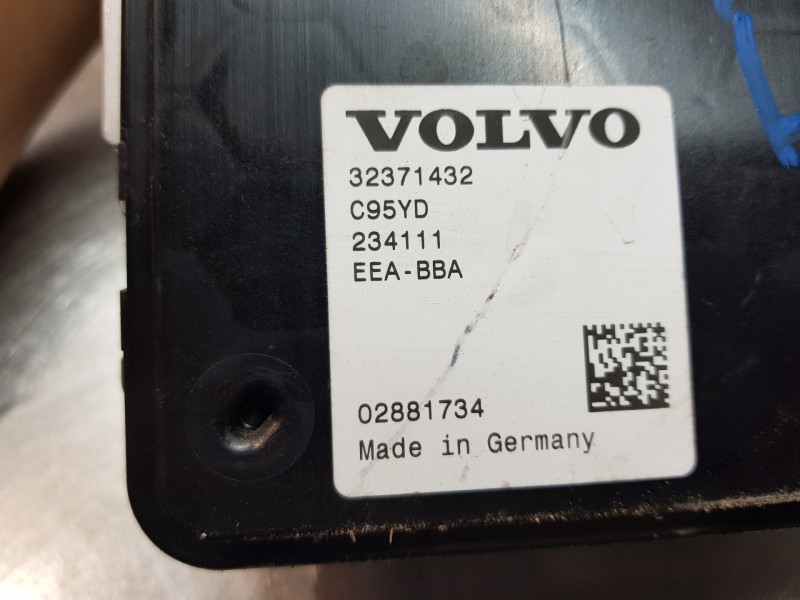 VOLVO
32371432
C95YD
234111
EEA-BBA
02881734
Made in Germany